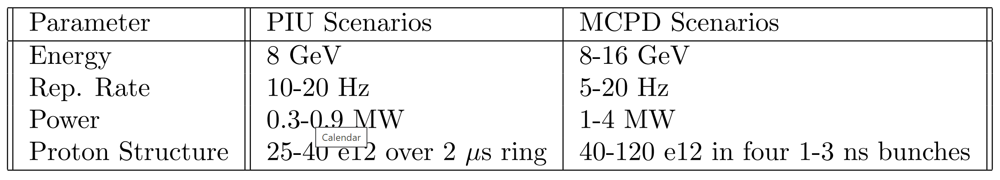 Parameter PIU Scenarios MCPD Scenarios
Energy 8 GeV 8-16 GeV
Rep. Rate 10-20 Hz 5-20 Hz
Power 0.3-0.9 MW 1-4 MW
Calendar
Proton Structure 25-40 e12 over 2 μs ring 40-120 e12 in four 1-3 ns bunches